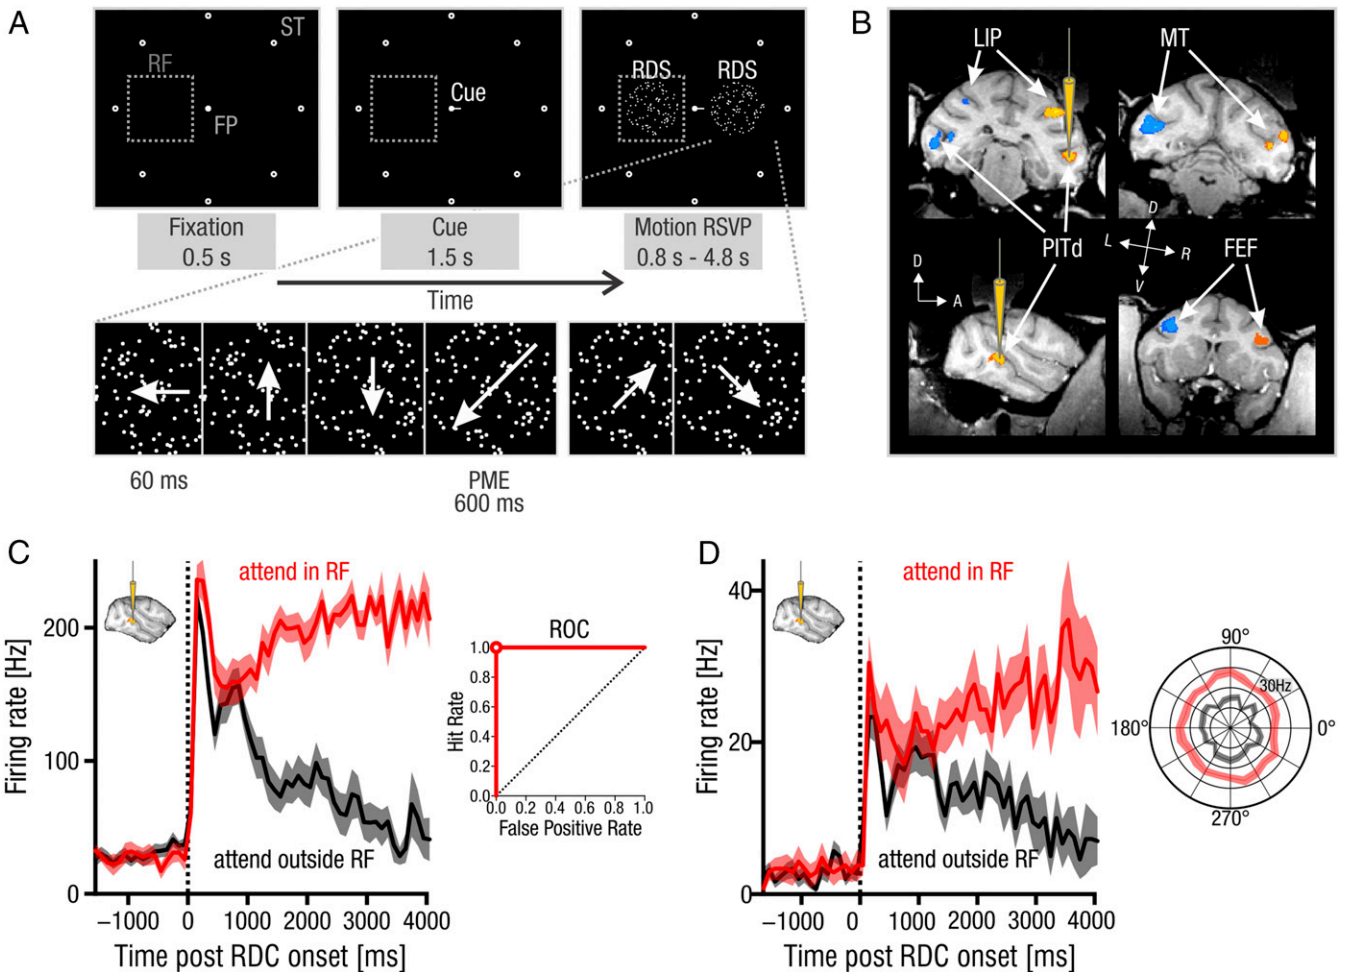 A
ST
RF
FP
Cue
RDS RDS
Fixation
0.5 s
Cue
1.5 s
Motion RSVP
0.8 s - 4.8 s
Time
60 ms
PME
600 ms
B
LIP
MT
PITd
FEF
D
L
R
V
D
A
C
attend in RF
Firing rate [Hz]
200
100
0
attend outside RF
−1000 0 1000 2000 3000 4000
Time post RDC onset [ms]
ROC
Hit Rate
1.0
0.8
0.6
0.4
0.2
0.0
0.0 0.2 0.4 0.6 0.8 1.0
False Positive Rate
D
attend in RF
Firing rate [Hz]
40
20
0
attend outside RF
−1000 0 1000 2000 3000 4000
Time post RDC onset [ms]
90°
30Hz
180°
0°
270°